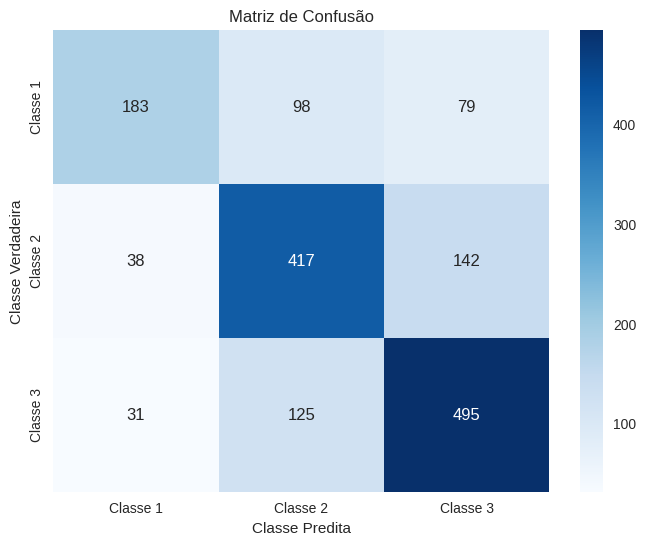 Matriz de Confusão
Classe Verdadeira
Classe 1
183
98
79
Classe 2
38
417
142
Classe 3
31
125
495
Classe 1
Classe 2
Classe 3
Classe Predita
400
300
200
100